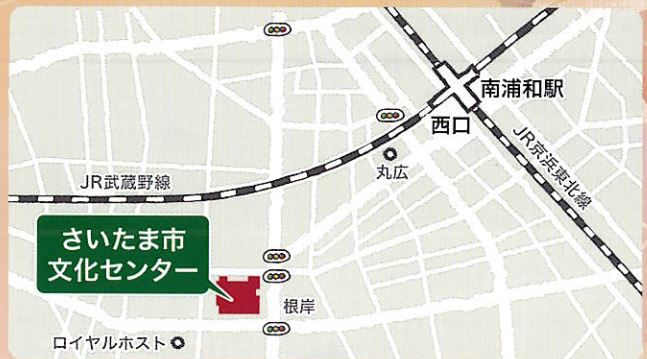 南浦和駅
西口
JR京浜東北線
丸広
JR武蔵野線
さいたま市
文化センター
根岸
ロイヤルホスト